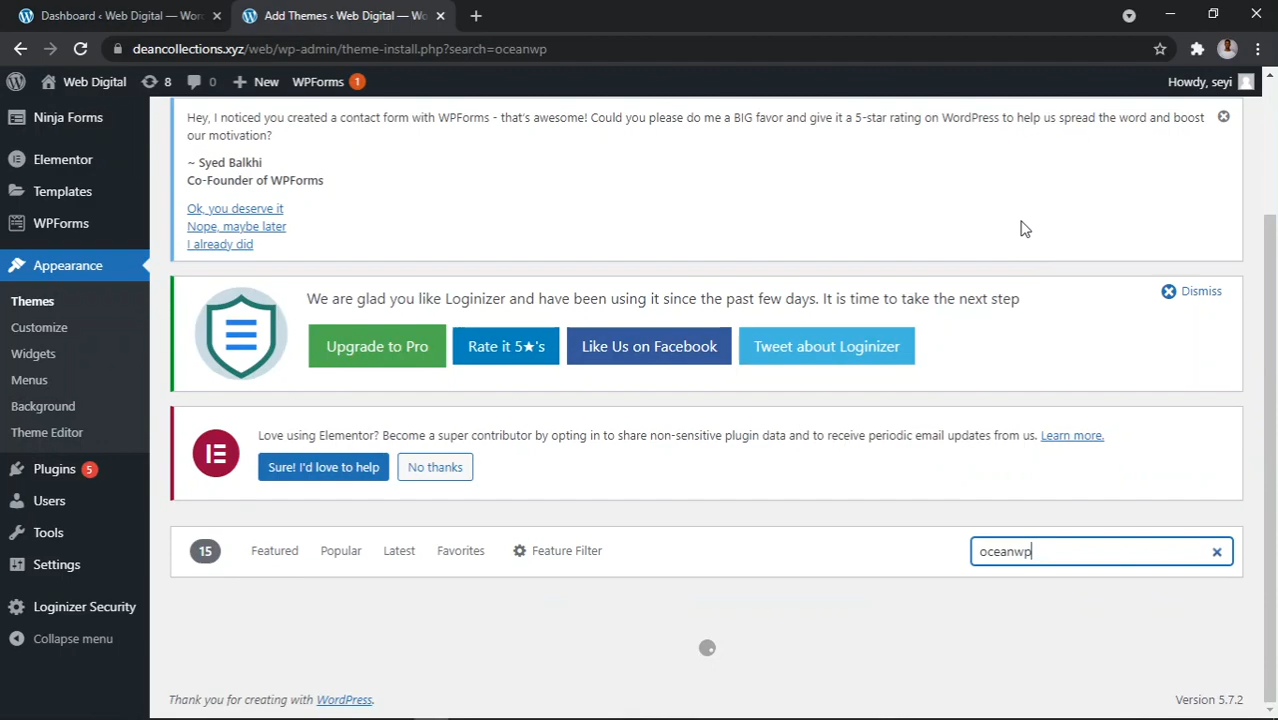 Dashboard ‹ Web Digital — Wor
Add Themes ‹ Web Digital — Wo
deancollections.xyz/web/wp-admin/theme-install.php?search=oceanwp
Web Digital
8
0
New
WPForms
1
Howdy, seyi
Ninja Forms
Elementor
Templates
WPForms
Appearance
Themes
Customize
Widgets
Menus
Background
Theme Editor
Plugins
5
Users
Tools
Settings
Loginizer Security
Collapse menu
Hey, I noticed you created a contact form with WPForms - that's awesome! Could you please do me a BIG favor and give it a 5-star rating on WordPress to help us spread the word and boost
our motivation?
~ Syed Balkhi
Co-Founder of WPForms
Ok, you deserve it
Nope, maybe later
I already did
We are glad you like Loginizer and have been using it since the past few days. It is time to take the next step
Dismiss
Upgrade to Pro
Rate it 5★'s
Like Us on Facebook
Tweet about Loginizer
Love using Elementor? Become a super contributor by opting in to share non-sensitive plugin data and to receive periodic email updates from us. Learn more.
Sure! I'd love to help
No thanks
15
Featured
Popular
Latest
Favorites
Feature Filter
oceanwp
Thank you for creating with WordPress.
Version 5.7.2